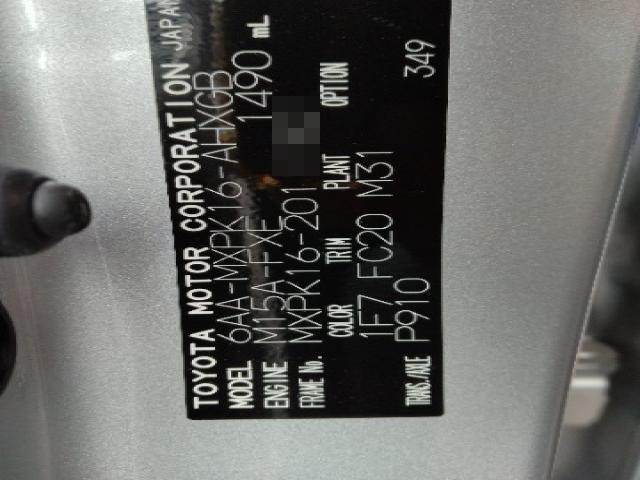 TOYOTA MOTOR CORPORATION JAPAN
MODEL 6AA-MXPK16-AHXGB
ENGINE M15A-FXE 1490 mL
FRAME No. MXPK16-201
COLOR TRIM PLANT OPTION
1F7 FC20 M31
TRANS./AXLE P910 349